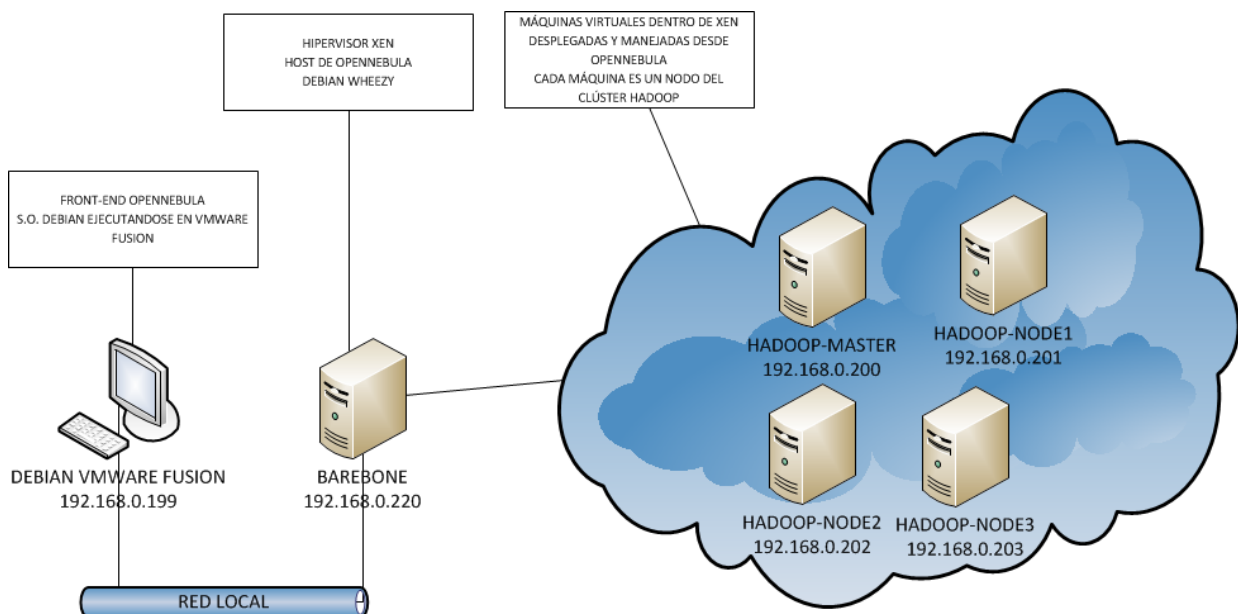 HIPERVISOR XEN
HOST DE OPENNEBULA
DEBIAN WHEEZY
MÁQUINAS VIRTUALES DENTRO DE XEN
DESPLEGADAS Y MANEJADAS DESDE
OPENNEBULA
CADA MÁQUINA ES UN NODO DEL
CLÚSTER HADOOP
FRONT-END OPENNEBULA
S.O. DEBIAN EJECUTANDOSE EN VMWARE
FUSION
HADOOP-MASTER
192.168.0.200
HADOOP-NODE1
192.168.0.201
DEBIAN VMWARE FUSION
192.168.0.199
BAREBONE
192.168.0.220
HADOOP-NODE2
192.168.0.202
HADOOP-NODE3
192.168.0.203
RED LOCAL